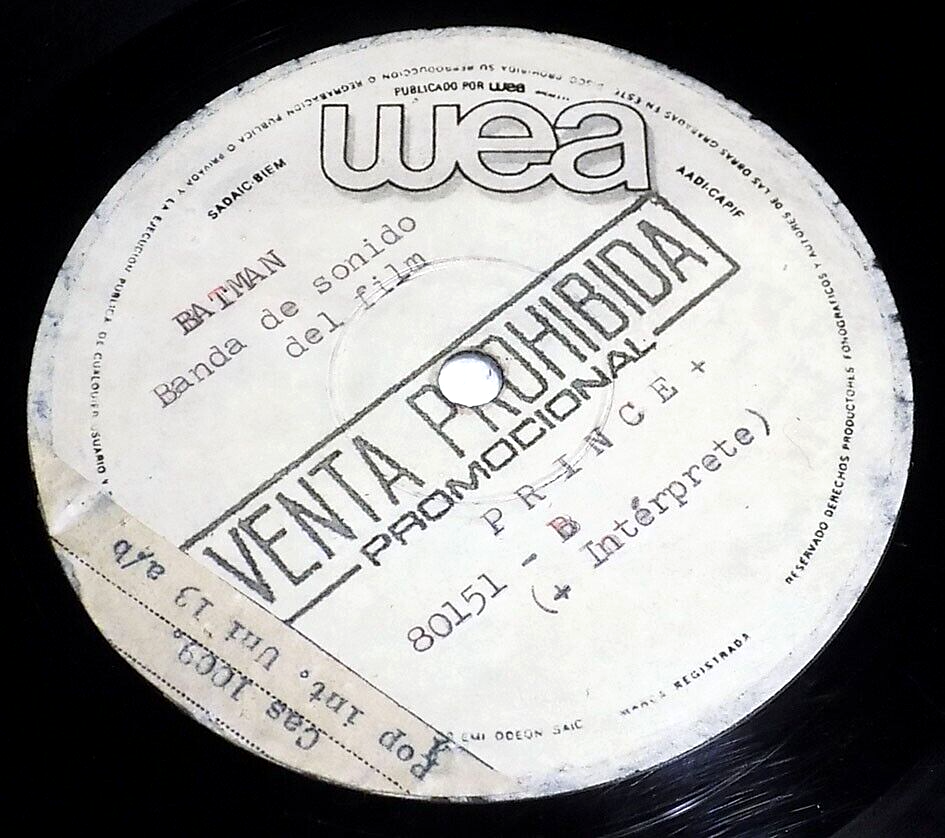 DISCO PROHIBIDA SU REPRODUCCION O REGRABACION PUBLICA O PRIVADA Y LA EJECUCION PUBLICA DE CUALQUIER USUARIO Y
AUTORES DE LAS OBRAS GRABADAS EN ESTE
RESERVADO DERECHOS PRODUCTORES FONOGRAFICOS Y
PUBLICADO POR wea
wea
SADAIC-BIEM
AADI-CAPIF
BATMAN
Banda de sonido
del film
VENTA PROHIBIDA
PROMOCIONAL
P R I N C E +
80151 - B
(+ Intérprete)
EMI ODEON SAIC MARCA REGISTRADA
Pop int. Uni 13 a/b
Cas 1009.